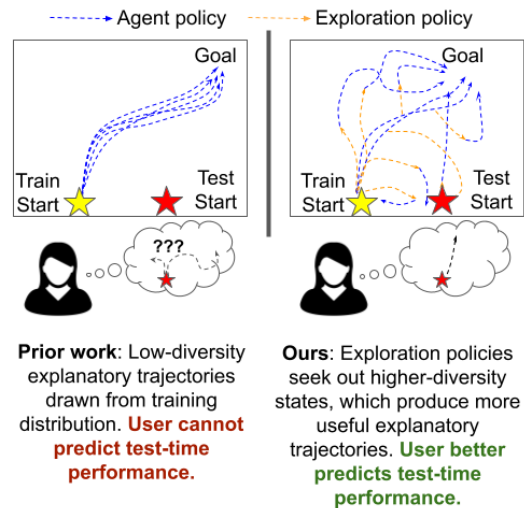 Agent policy Exploration policy
Goal
Train
Start
Test
Start
???
Prior work: Low-diversity
explanatory trajectories
drawn from training
distribution. User cannot
predict test-time
performance.
Goal
Train
Start
Test
Start
Ours: Exploration policies
seek out higher-diversity
states, which produce more
useful explanatory
trajectories. User better
predicts test-time
performance.